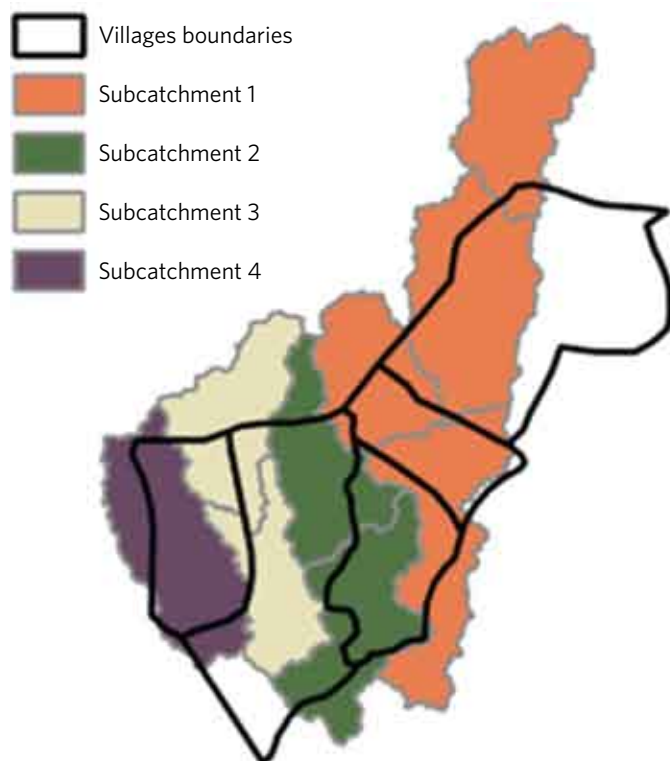 Villages boundaries
Subcatchment 1
Subcatchment 2
Subcatchment 3
Subcatchment 4